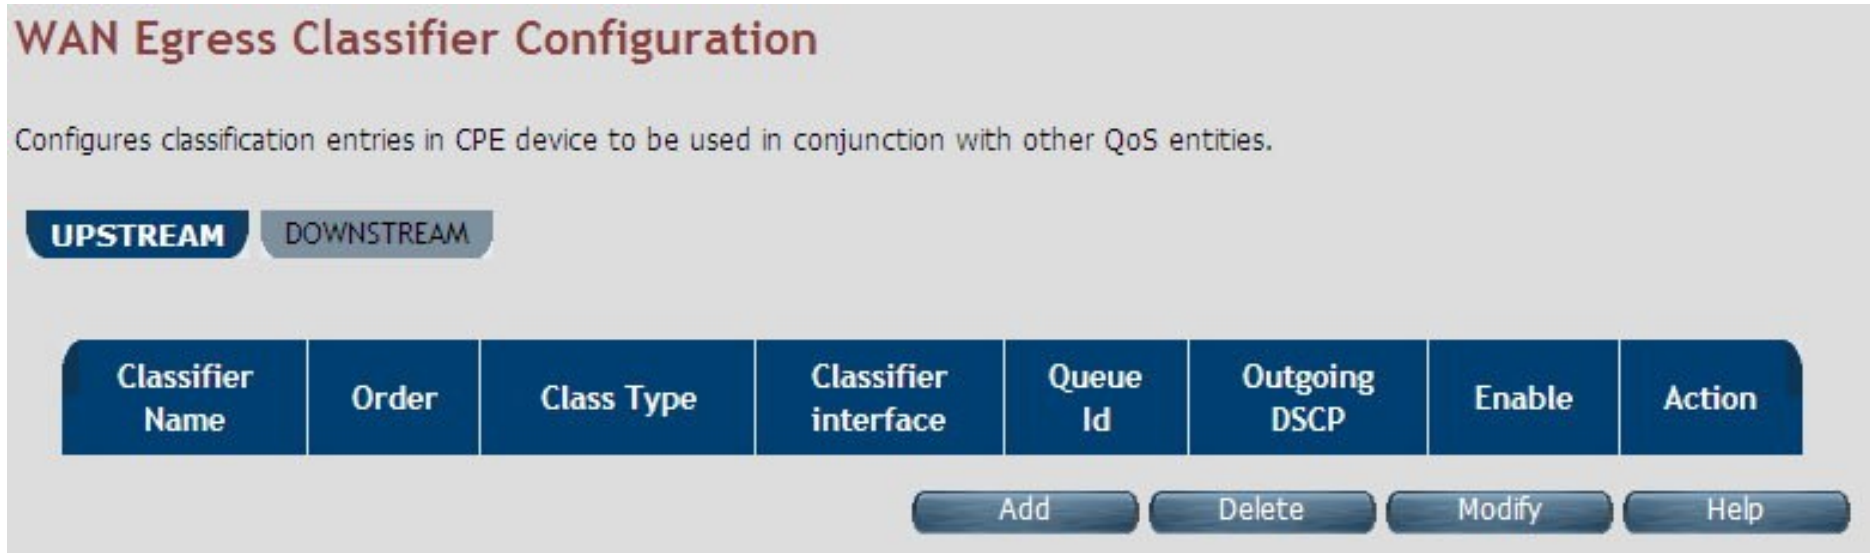 WAN Egress Classifier Configuration
Configures classification entries in CPE device to be used in conjunction with other QoS entities.
UPSTREAM DOWNSTREAM
Classifier Name Order Class Type Classifier interface Queue Id Outgoing DSCP Enable Action
Add Delete Modify Help